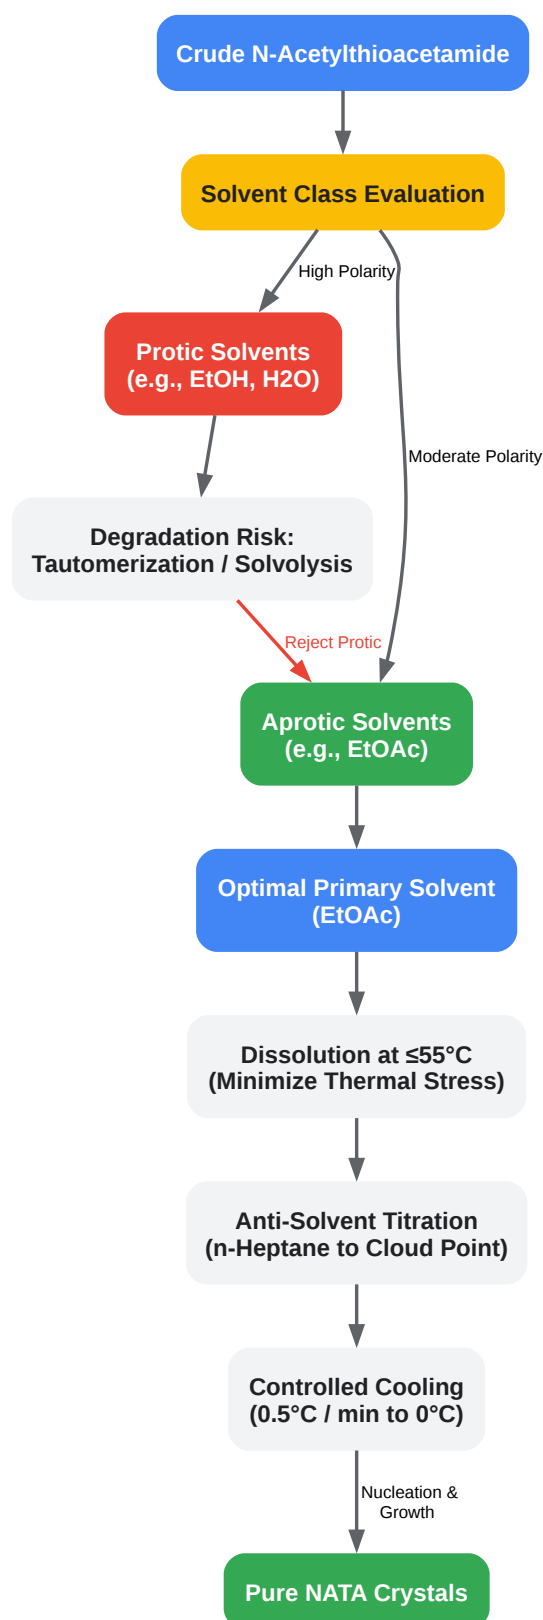 Crude N-Acetylthioacetamide
Solvent Class Evaluation
High Polarity
Protic Solvents
(e.g., EtOH, H2O)
Moderate Polarity
Degradation Risk:
Tautomerization / Solvolysis
Reject Protic
Aprotic Solvents
(e.g., EtOAc)
Optimal Primary Solvent
(EtOAc)
Dissolution at ≤55°C
(Minimize Thermal Stress)
Anti-Solvent Titration
(n-Heptane to Cloud Point)
Controlled Cooling
(0.5°C / min to 0°C)
Nucleation &
Growth
Pure NATA Crystals